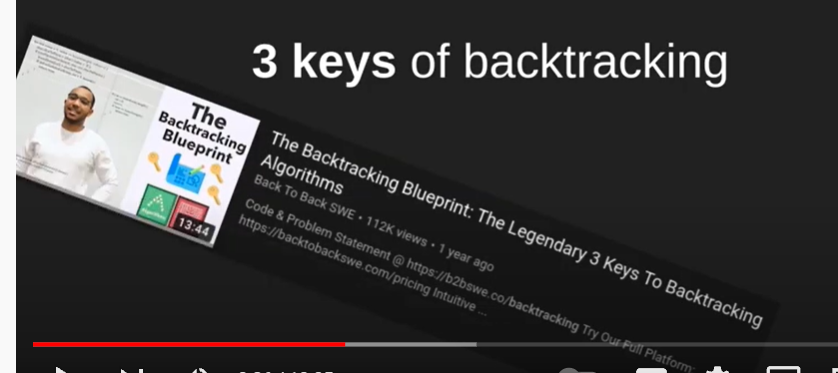 3 keys of backtracking
The
Backtracking
Blueprint
13:44
The Backtracking Blueprint: The Legendary 3 Keys To Backtracking
Algorithms
Back To Back SWE • 112K views • 1 year ago
Code & Problem Statement @ https://b2bswe.co/backtracking Try Our Full Platform:
https://backtobackswe.com/pricing Intuitive ...